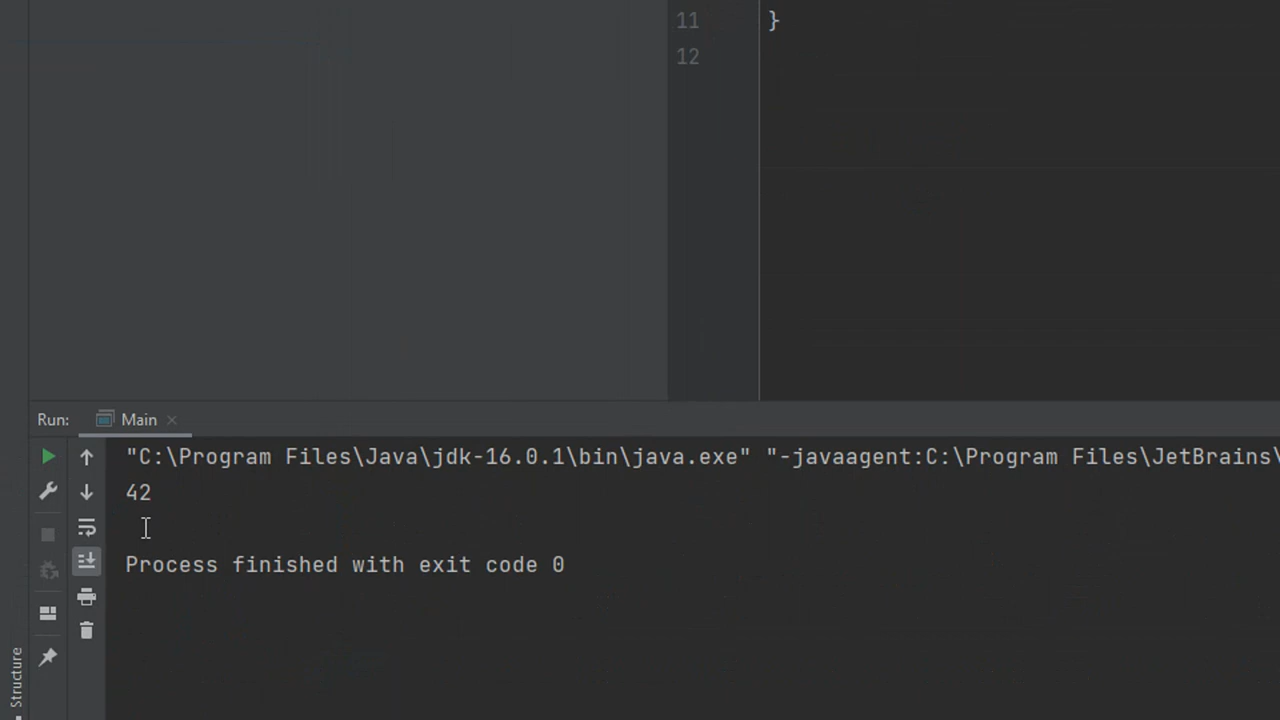 11 }
12
Run: Main
"C:\Program Files\Java\jdk-16.0.1\bin\java.exe" "-javaagent:C:\Program Files\JetBrains\
42
Process finished with exit code 0
Structure